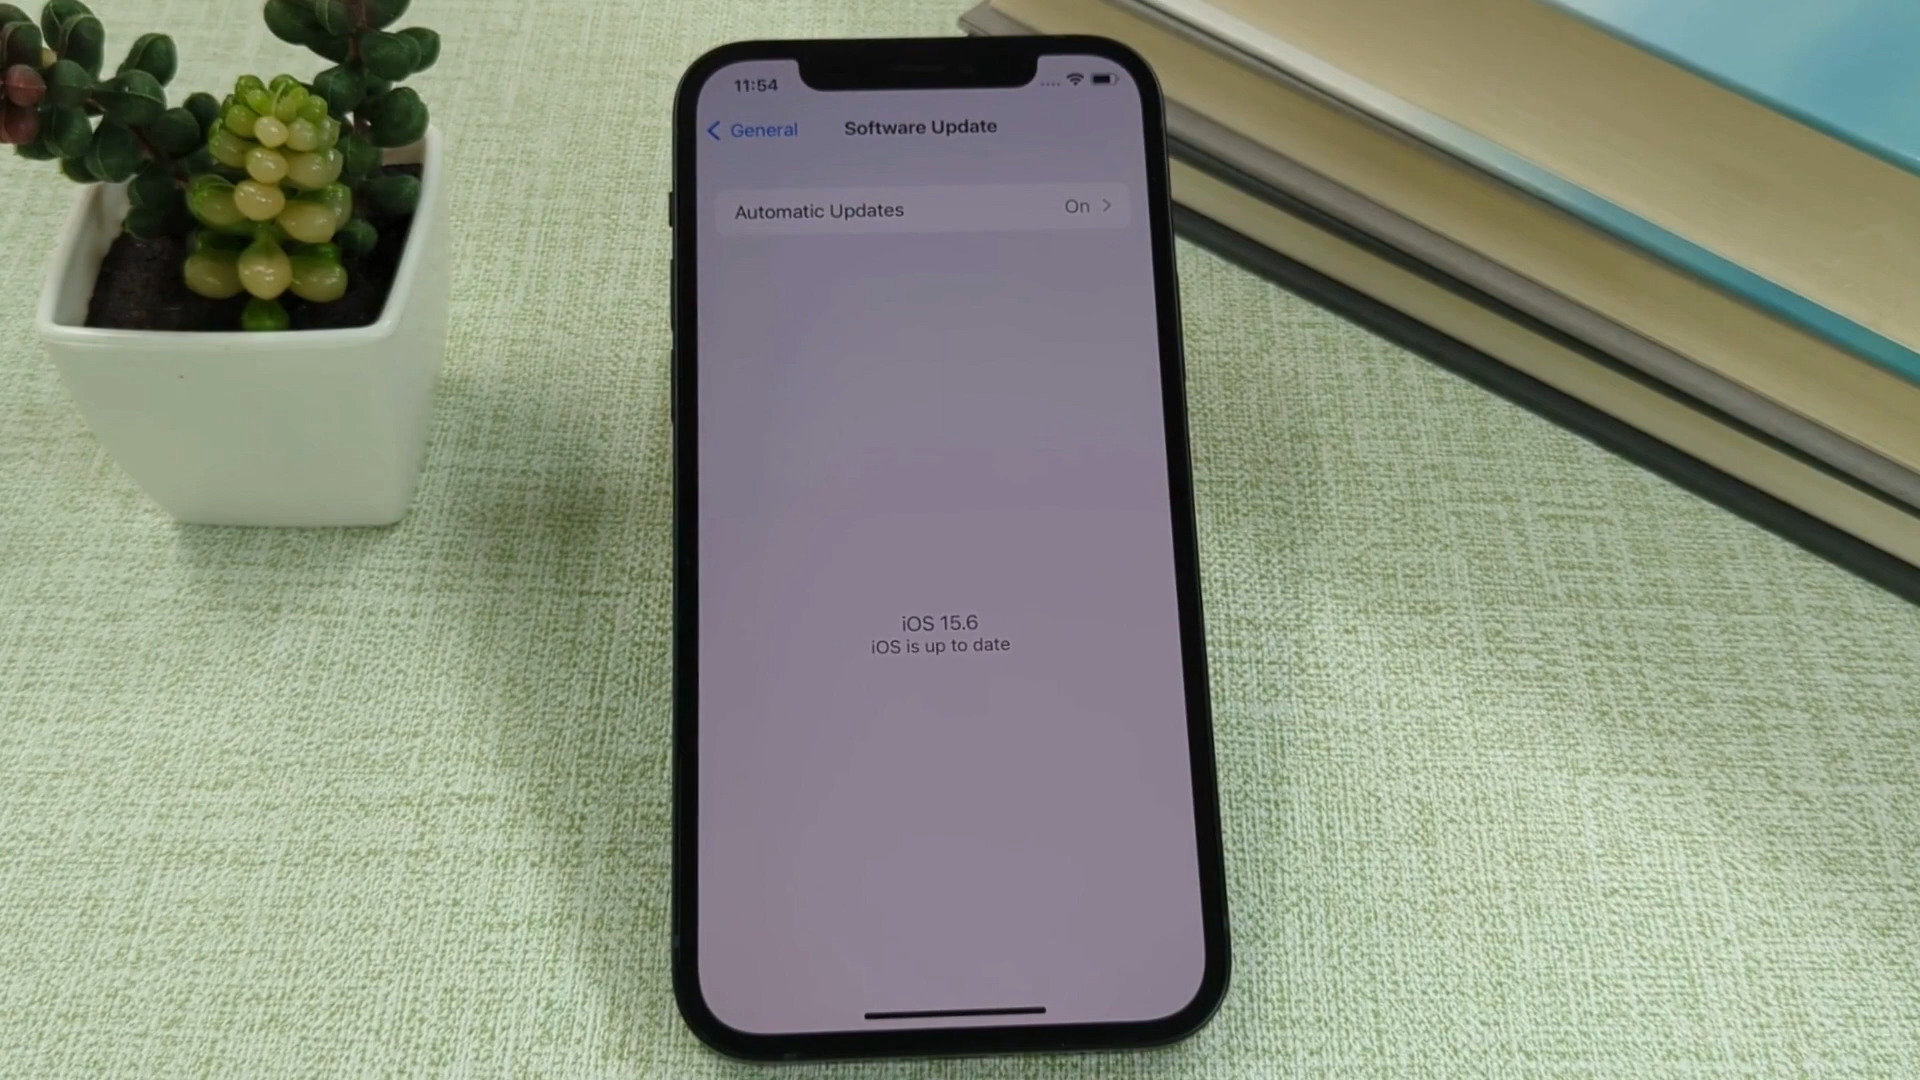 11:54
General
Software Update
Automatic Updates
On
iOS 15.6
iOS is up to date